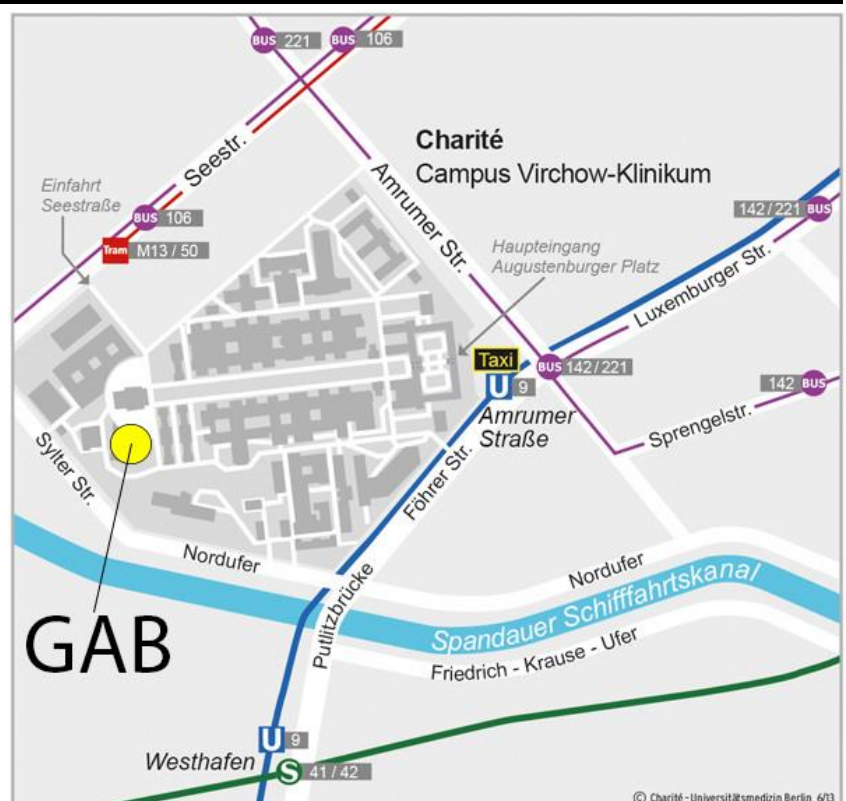 BUS 221
BUS 106
Charité
Campus Virchow-Klinikum
Seestr.
Amrumer Str.
Einfahrt
Seestraße
BUS 106
Tram M13 / 50
142 / 221 BUS
Haupteingang
Augustenburger Platz
Luxemburger Str.
Taxi
U 9
BUS 142 / 221
142 BUS
Amrumer
Straße
Sprengelstr.
Sylter Str.
Föhrer Str.
Nordufer
Nordufer
GAB
Putlitzbrücke
Spandauer Schifffahrtskanal
Friedrich - Krause - Ufer
U 9
Westhafen
S 41 / 42
© Charité - Universitätsmedizin Berlin 6/13